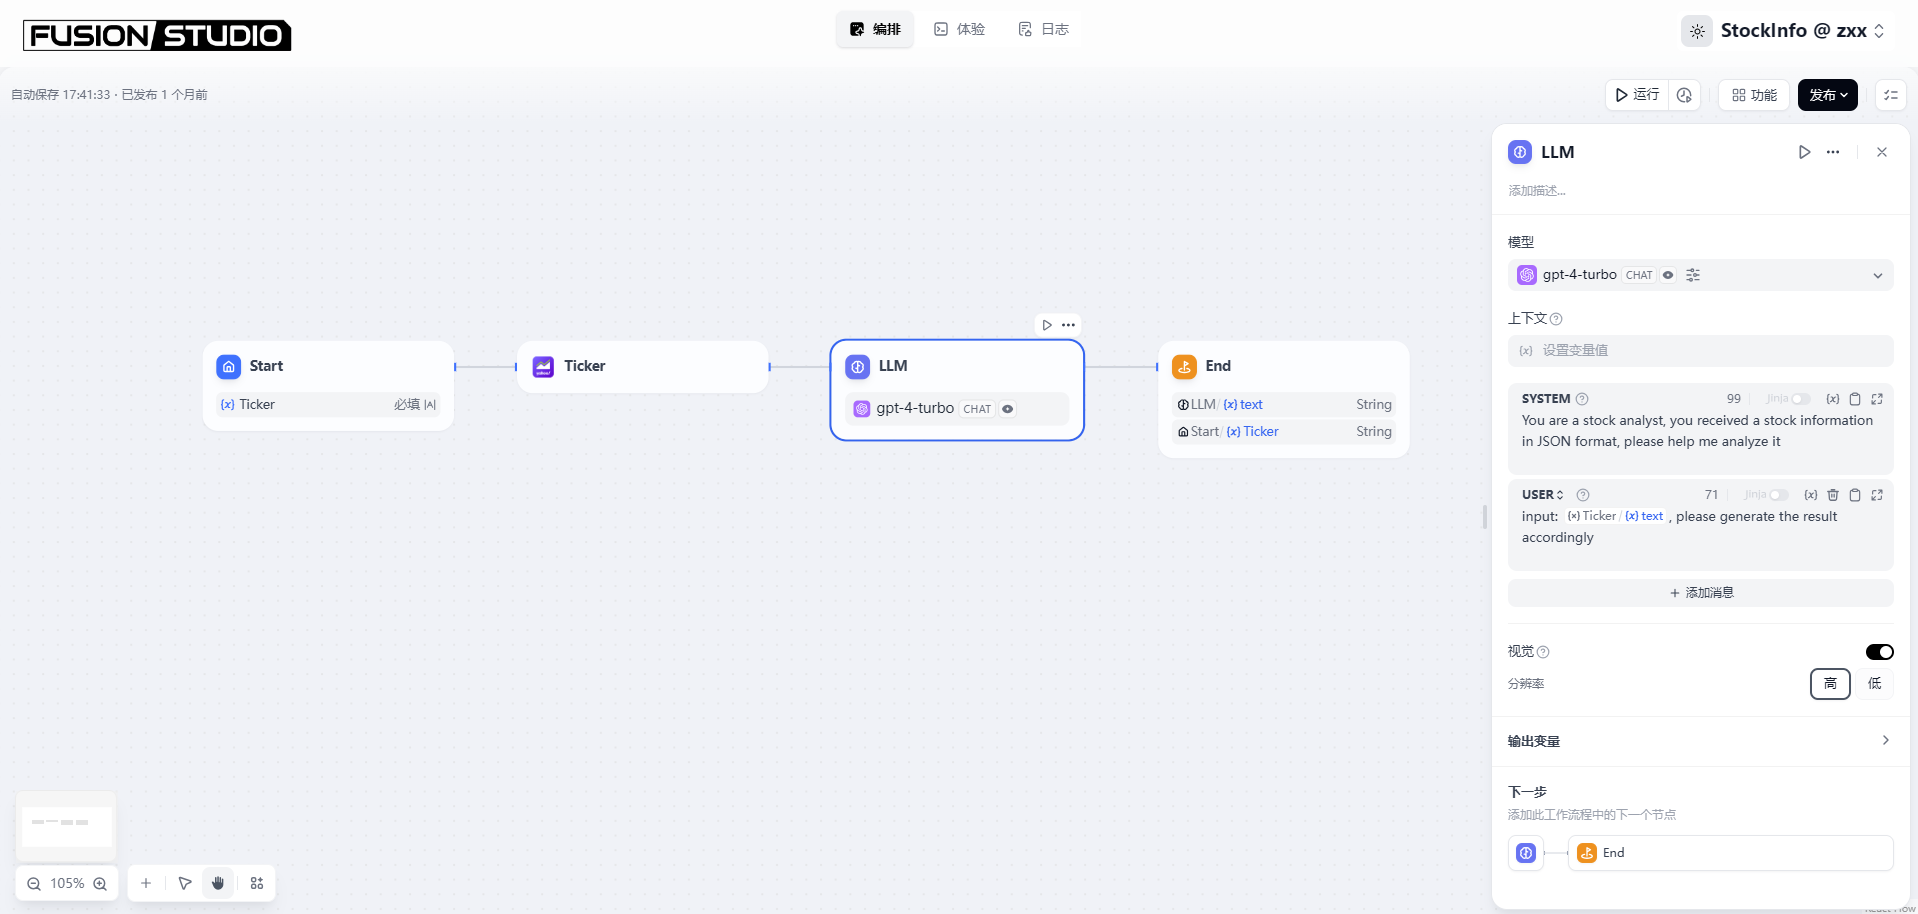 FUSION STUDIO
编排
体验
日志
StockInfo @ zxx
自动保存 17:41:33 · 已发布 1 个月前
运行
功能
发布
Start
{x} Ticker 必填
Ticker
LLM
gpt-4-turbo CHAT
End
LLM / {x} text String
Start / {x} Ticker String
105%
LLM
添加描述...
模型
gpt-4-turbo CHAT
上下文
{x} 设置变量值
SYSTEM 99 Jinja {x}
You are a stock analyst, you received a stock information
in JSON format, please help me analyze it
USER 71 Jinja {x}
input: {x} Ticker / {x} text , please generate the result
accordingly
+ 添加消息
视觉
分辨率 高 低
输出变量
下一步
添加此工作流程中的下一个节点
End
React Flow